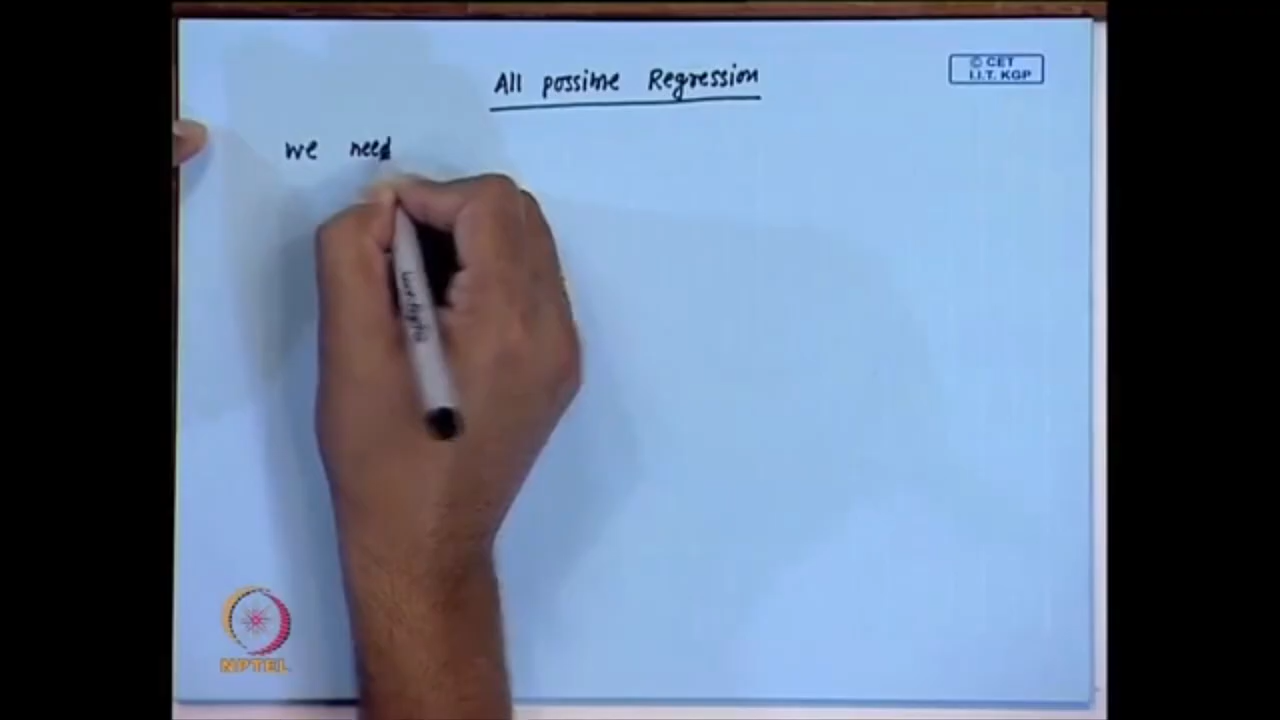 All possible Regression
© CET
I.I.T. KGP
we need
NPTEL